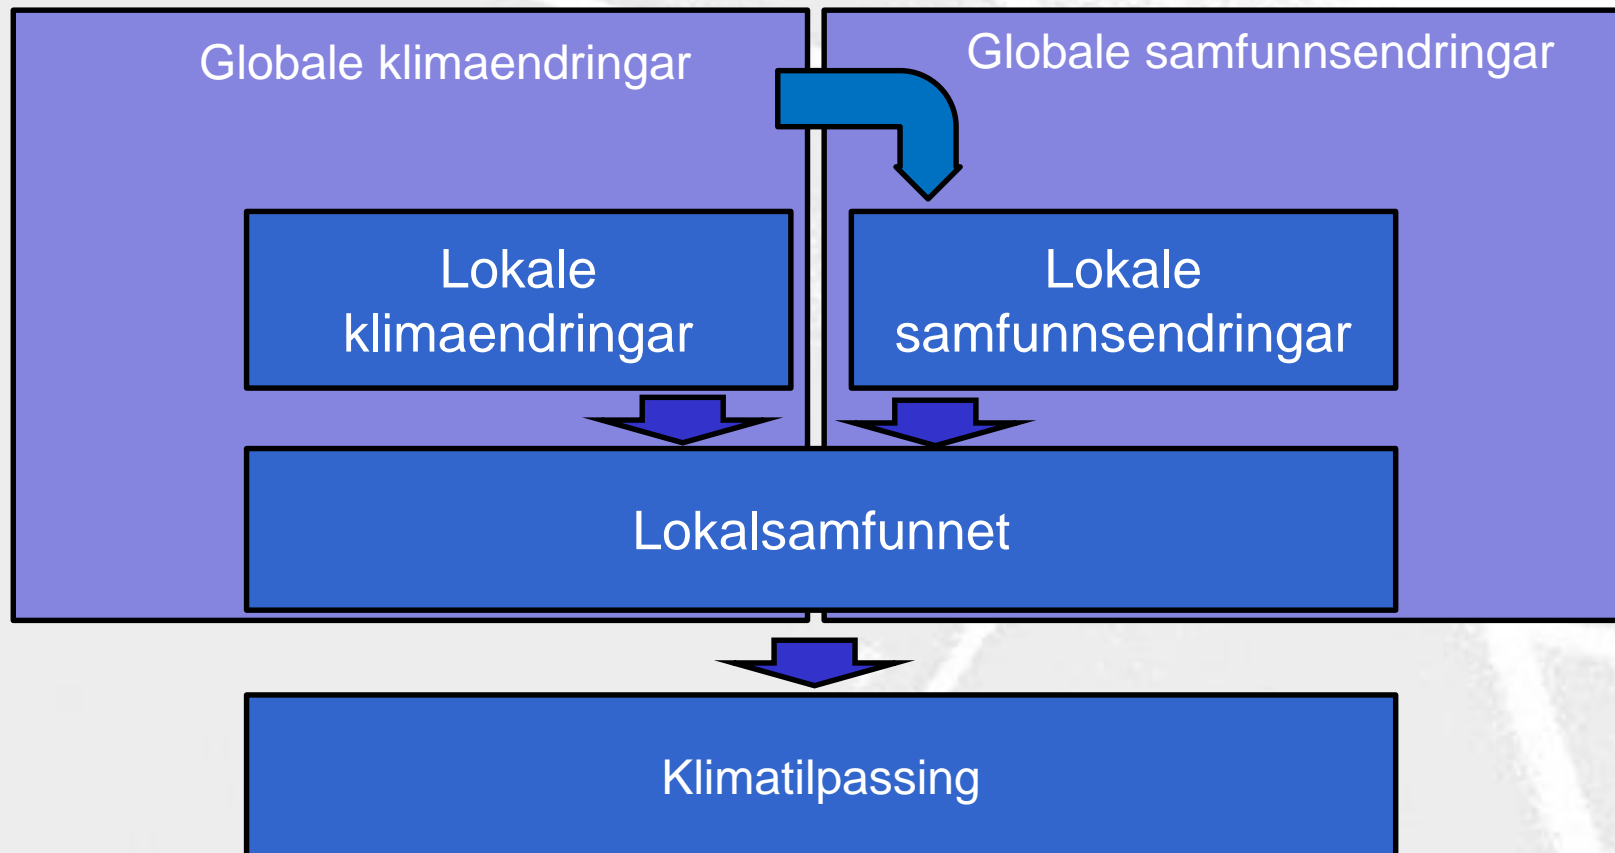 Globale klimaendringar
Globale samfunnsendringar
Lokale
klimaendringar
Lokale
samfunnsendringar
Lokalsamfunnet
Klimatilpassing